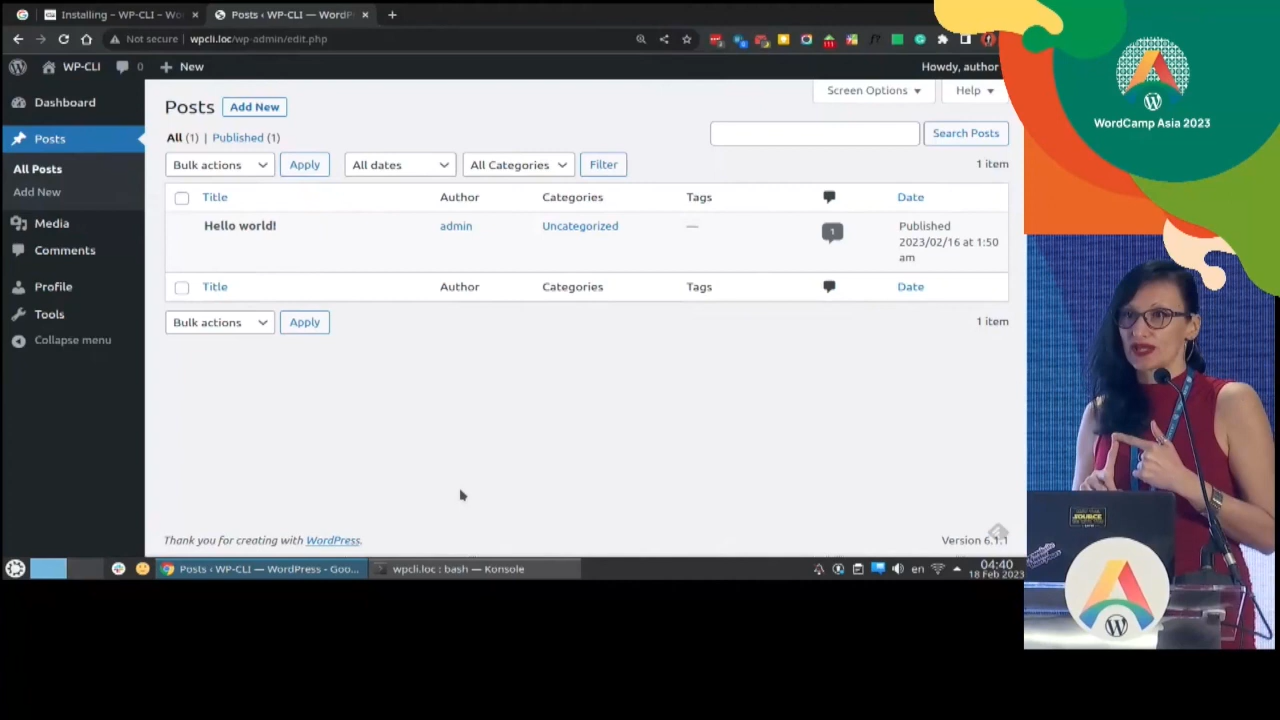 Installing – WP-CLI – Wo
Posts ‹ WP-CLI — WordP
Not secure wpcli.loc/wp-admin/edit.php
WP-CLI 0 New
Howdy, author
Dashboard
Posts
All Posts
Add New
Media
Comments
Profile
Tools
Collapse menu
Posts Add New
Screen Options Help
All (1) | Published (1)
Search Posts
Bulk actions Apply All dates All Categories Filter 1 item
Title Author Categories Tags Date
Hello world! admin Uncategorized — 1 Published
2023/02/16 at 1:50
am
Title Author Categories Tags Date
Bulk actions Apply 1 item
Thank you for creating with WordPress.
Version 6.1.1
Posts ‹ WP-CLI — WordPress - Goo...
wpcli.loc : bash — Konsole
en
04:40
18 Feb 2023
WordCamp Asia 2023
SOURCE